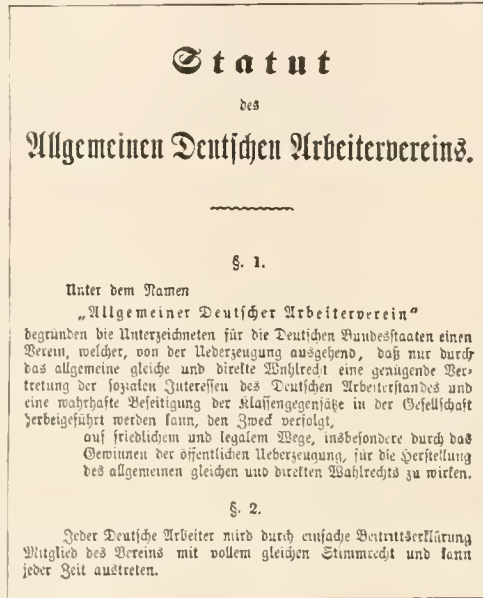 Statut
des
Allgemeinen Deutschen Arbeitervereins.
§. 1.
Unter dem Namen
„Allgemeiner Deutscher Arbeiterverein“
begründen die Unterzeichneten für die Deutschen Bundesstaaten einen
Verein, welcher, von der Ueberzeugung ausgehend, daß nur durch
das allgemeine gleiche und direkte Wahlrecht eine genügende Ver-
tretung der sozialen Interessen des Deutschen Arbeiterstandes und
eine wahrhafte Beseitigung der Klassengegensätze in der Gesellschaft
herbeigeführt werden kann, den Zweck verfolgt,
auf friedlichem und legalem Wege, insbesondere durch das
Gewinnen der öffentlichen Ueberzeugung, für die Herstellung
des allgemeinen gleichen und direkten Wahlrechts zu wirken.
§. 2.
Jeder Deutsche Arbeiter wird durch einfache Beitrittserklärung
Mitglied des Vereins mit vollem gleichen Stimmrecht und kann
jeder Zeit austreten.